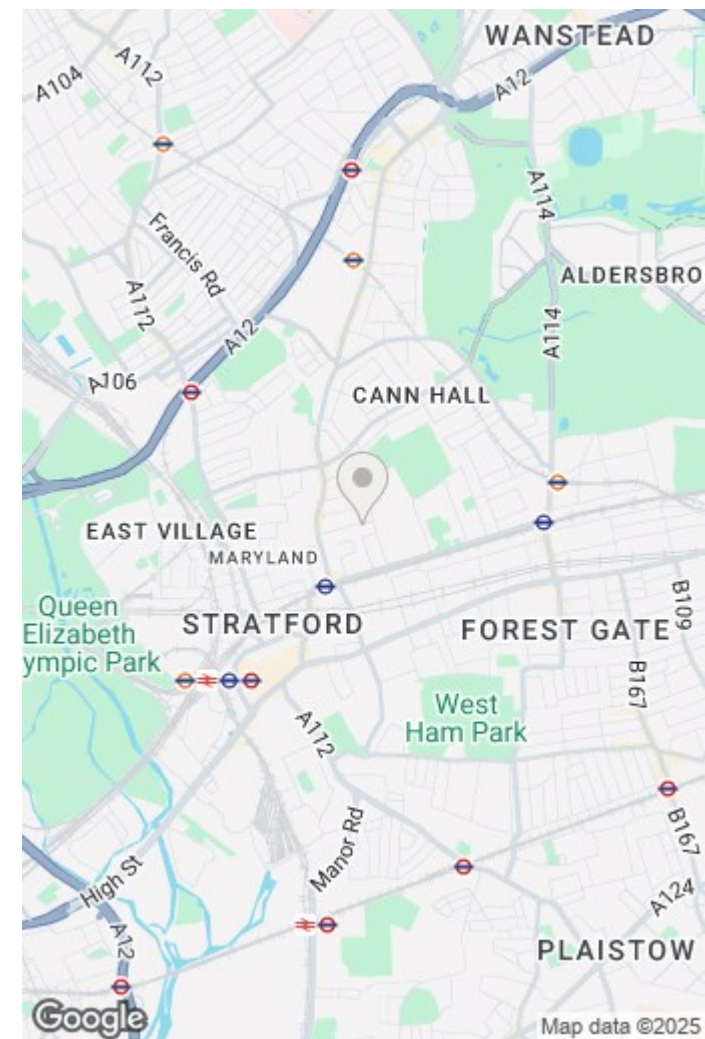 WANSTEAD
A112
A104
A12
A114
Francis Rd
ALDERSBRO
A112
A12
A114
A106
CANN HALL
EAST VILLAGE
MARYLAND
Queen
Elizabeth
ympic Park
STRATFORD
FOREST GATE
B109
B167
West
Ham Park
A112
Manor Rd
B167
High St
A124
A12
PLAISTOW
Google
Map data ©2025